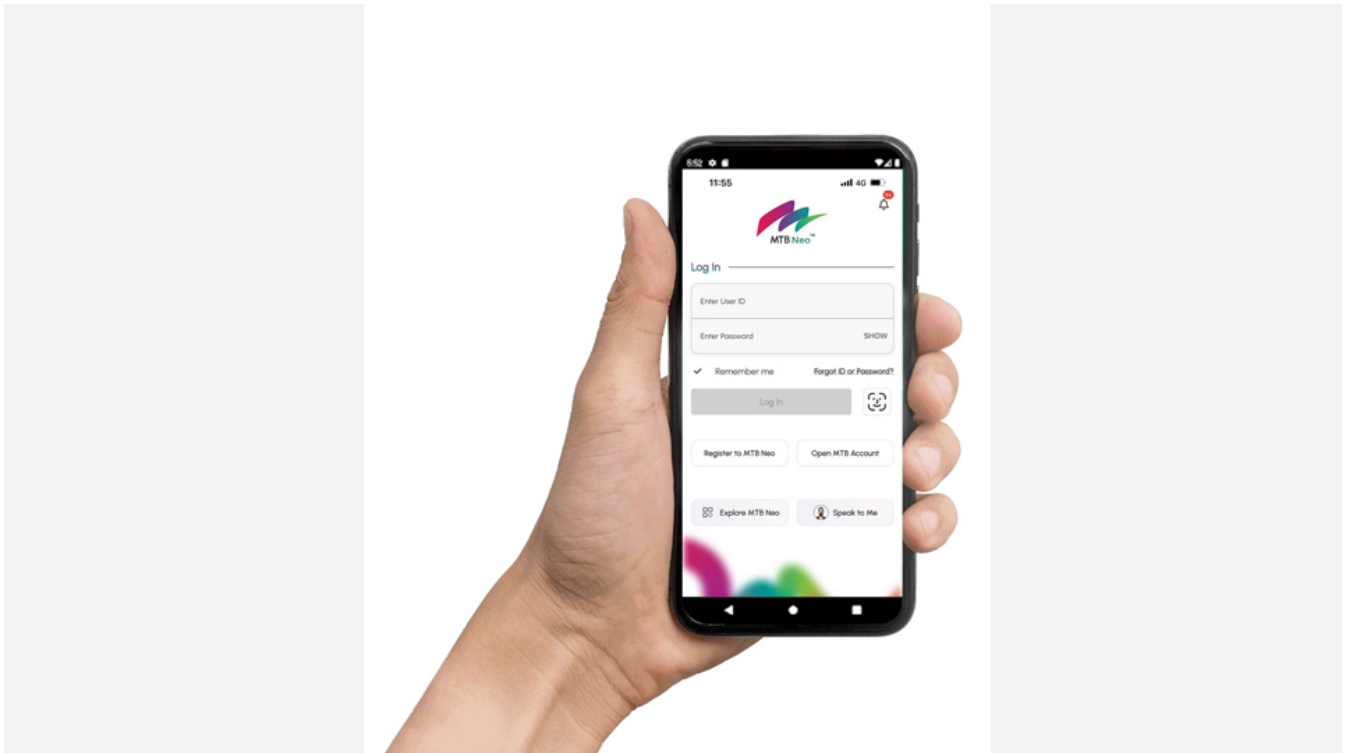 5:52
11:55
4G
MTB Neo™
Log In
Enter User ID
Enter Password SHOW
Remember me Forgot ID or Password?
Log In
Register to MTB Neo Open MTB Account
Explore MTB Neo Speak to Me